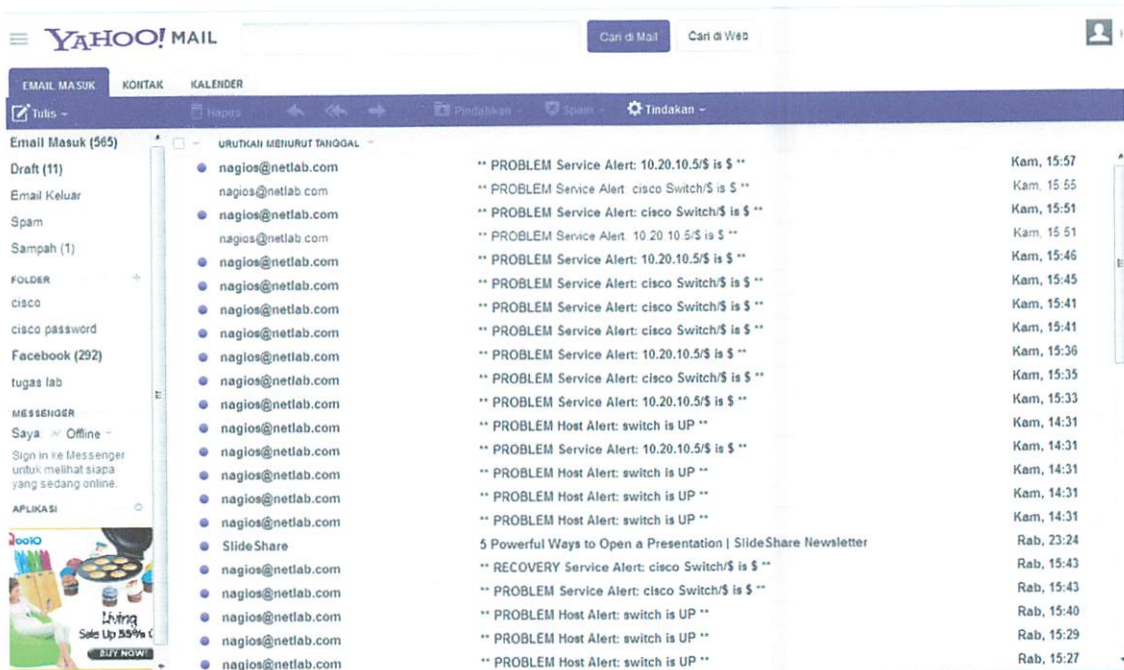 YAHOO! MAIL
Cari di Mail Cari di Web
EMAIL MASUK KONTAK KALENDER
Tulis Hapus Pindahkan Spam Tindakan
Email Masuk (565)
Draft (11)
Email Keluar
Spam
Sampah (1)
FOLDER
cisco
cisco password
Facebook (292)
tugas lab
MESSENGER
Saya: Offline
Sign in ke Messenger
untuk melihat siapa
yang sedang online.
APLIKASI
Qoo10
Living
Sale Up 55%
BUY NOW!
URUTKAN MENURUT TANGGAL
nagios@netlab.com ** PROBLEM Service Alert: 10.20.10.5/$ is $ ** Kam, 15:57
nagios@netlab.com ** PROBLEM Service Alert: cisco Switch/$ is $ ** Kam, 15:55
nagios@netlab.com ** PROBLEM Service Alert: cisco Switch/$ is $ ** Kam, 15:51
nagios@netlab.com ** PROBLEM Service Alert: 10.20.10.5/$ is $ ** Kam, 15:51
nagios@netlab.com ** PROBLEM Service Alert: 10.20.10.5/$ is $ ** Kam, 15:46
nagios@netlab.com ** PROBLEM Service Alert: cisco Switch/$ is $ ** Kam, 15:45
nagios@netlab.com ** PROBLEM Service Alert: cisco Switch/$ is $ ** Kam, 15:41
nagios@netlab.com ** PROBLEM Service Alert: cisco Switch/$ is $ ** Kam, 15:41
nagios@netlab.com ** PROBLEM Service Alert: 10.20.10.5/$ is $ ** Kam, 15:36
nagios@netlab.com ** PROBLEM Service Alert: cisco Switch/$ is $ ** Kam, 15:35
nagios@netlab.com ** PROBLEM Service Alert: 10.20.10.5/$ is $ ** Kam, 15:33
nagios@netlab.com ** PROBLEM Host Alert: switch is UP ** Kam, 14:31
nagios@netlab.com ** PROBLEM Service Alert: 10.20.10.5/$ is $ ** Kam, 14:31
nagios@netlab.com ** PROBLEM Host Alert: switch is UP ** Kam, 14:31
nagios@netlab.com ** PROBLEM Host Alert: switch is UP ** Kam, 14:31
nagios@netlab.com ** PROBLEM Host Alert: switch is UP ** Kam, 14:31
SlideShare 5 Powerful Ways to Open a Presentation | SlideShare Newsletter Rab, 23:24
nagios@netlab.com ** RECOVERY Service Alert: cisco Switch/$ is $ ** Rab, 15:43
nagios@netlab.com ** PROBLEM Service Alert: cisco Switch/$ is $ ** Rab, 15:43
nagios@netlab.com ** PROBLEM Host Alert: switch is UP ** Rab, 15:40
nagios@netlab.com ** PROBLEM Host Alert: switch is UP ** Rab, 15:29
nagios@netlab.com ** PROBLEM Host Alert: switch is UP ** Rab, 15:27